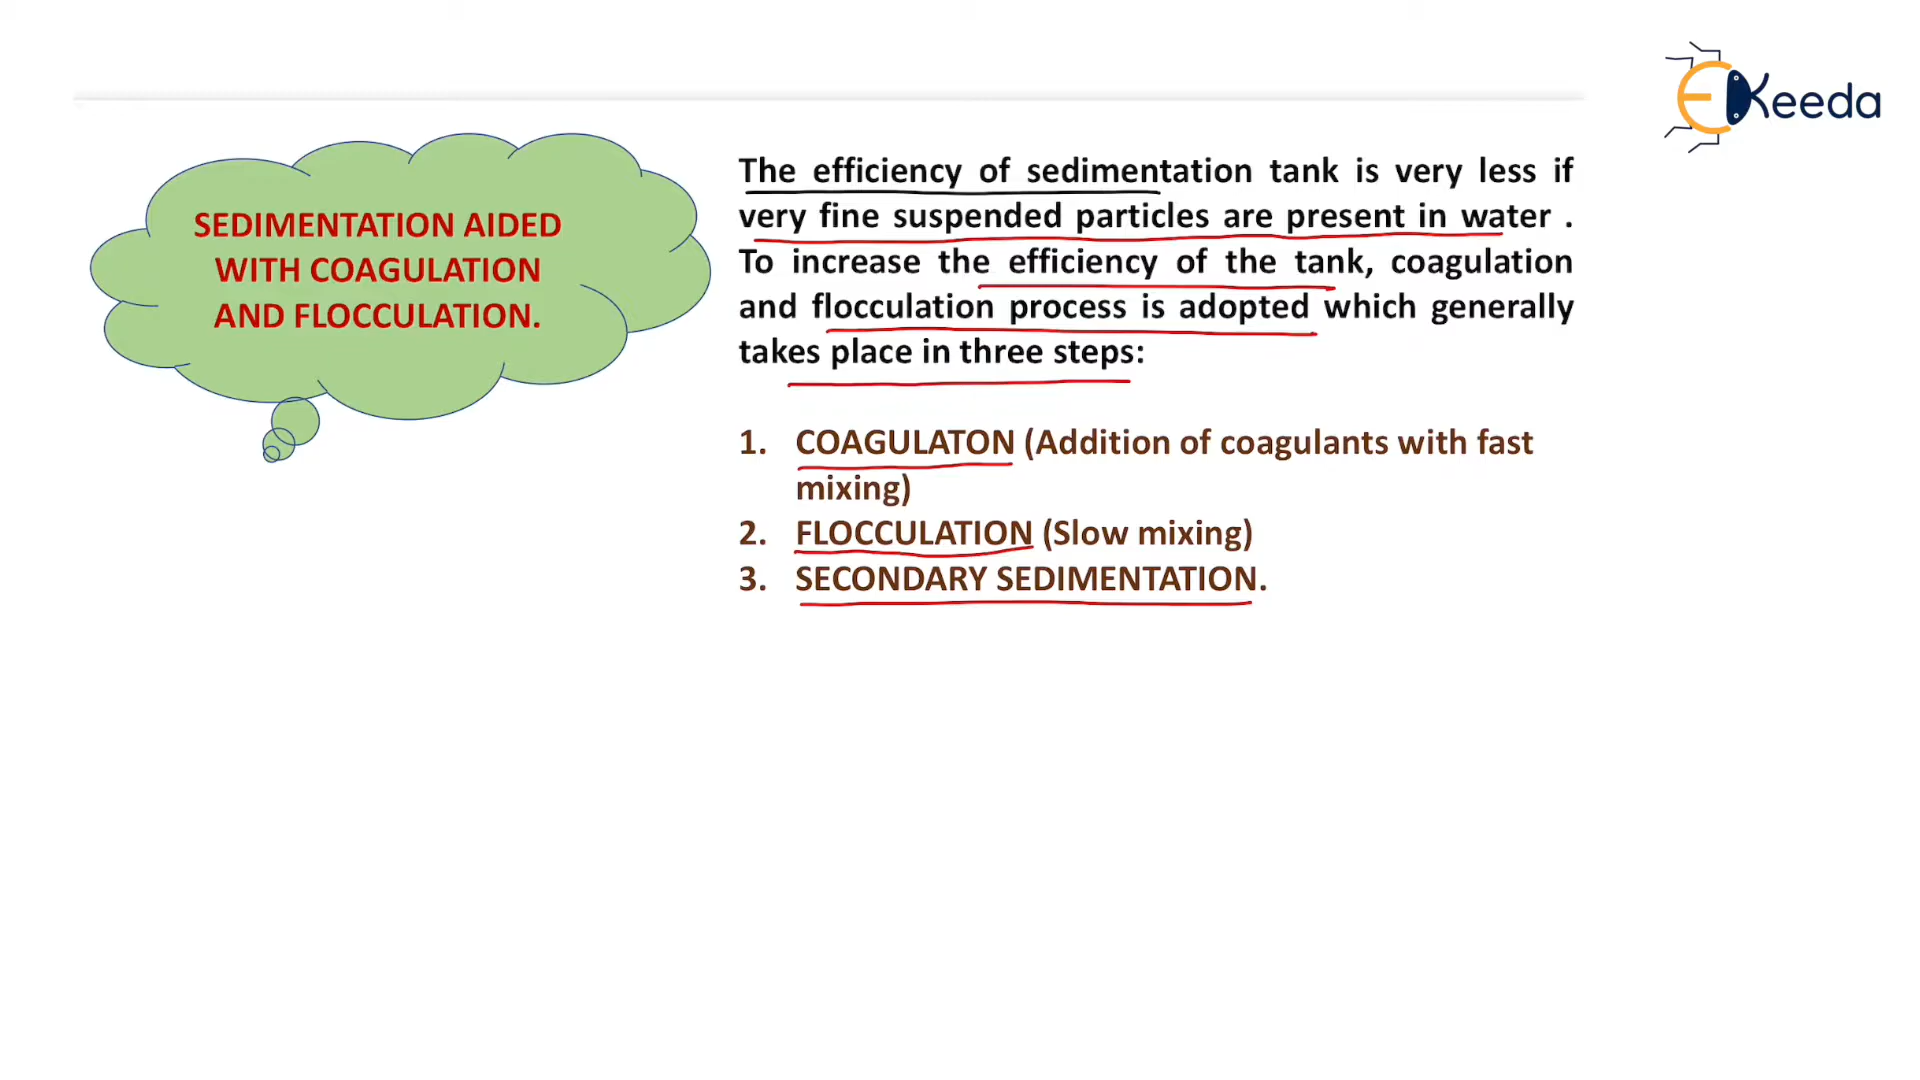 EKeeda
SEDIMENTATION AIDED
WITH COAGULATION
AND FLOCCULATION.
The efficiency of sedimentation tank is very less if
very fine suspended particles are present in water .
To increase the efficiency of the tank, coagulation
and flocculation process is adopted which generally
takes place in three steps:
1. COAGULATON (Addition of coagulants with fast
mixing)
2. FLOCCULATION (Slow mixing)
3. SECONDARY SEDIMENTATION.